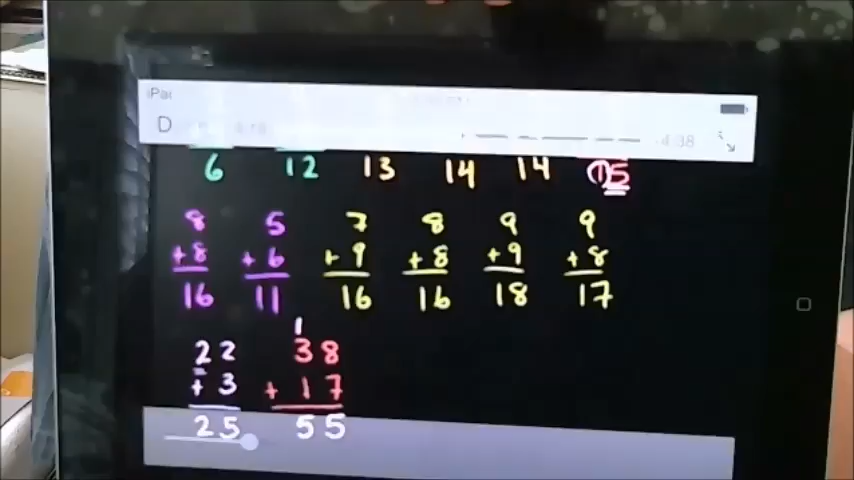 iPad
D
-4:38
6 12 13 14 14 15
8 5 7 8 9 9
+8 +6 +9 +8 +9 +8
16 11 16 16 18 17
1
22 38
+3 +17
25 55